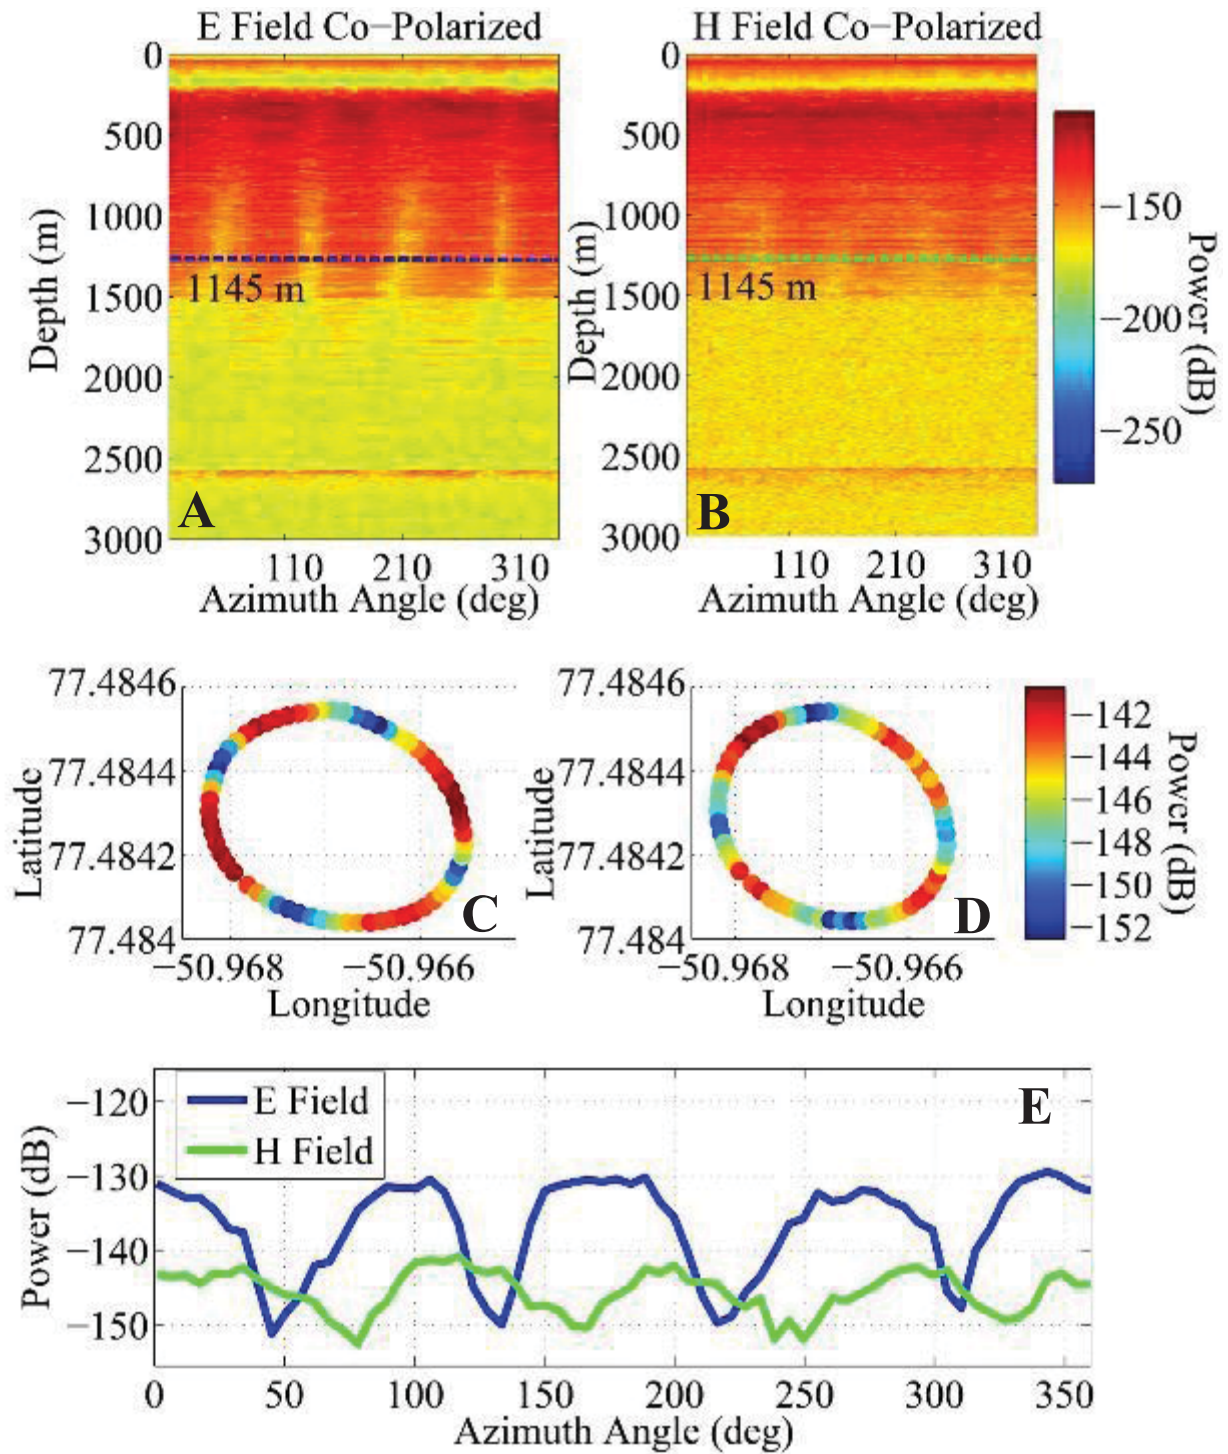 E Field Co−Polarized
H Field Co−Polarized
0
500
1000
1500
2000
2500
3000
Depth (m)
1145 m
A
110 210 310
Azimuth Angle (deg)
0
500
1000
1500
2000
2500
3000
Depth (m)
1145 m
B
110 210 310
Azimuth Angle (deg)
−150
−200
−250
Power (dB)
77.4846
77.4844
77.4842
77.484
Latitude
C
−50.968 −50.966
Longitude
77.4846
77.4844
77.4842
77.484
Latitude
D
−50.968 −50.966
Longitude
−142
−144
−146
−148
−150
−152
Power (dB)
E Field
H Field
E
−120
−130
−140
−150
Power (dB)
0 50 100 150 200 250 300 350
Azimuth Angle (deg)